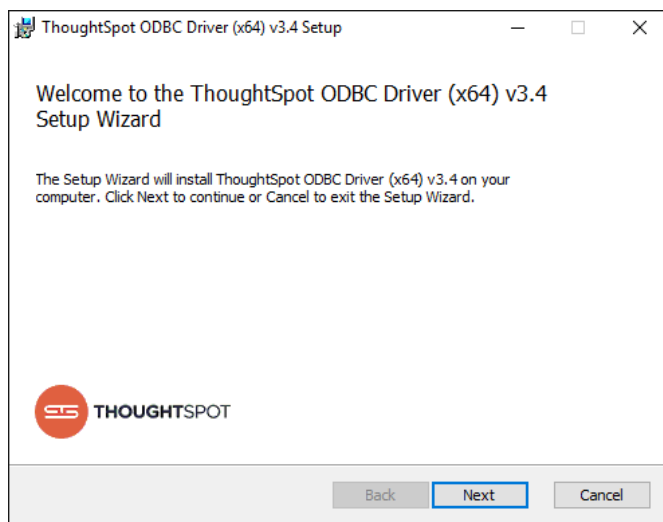 ThoughtSpot ODBC Driver (x64) v3.4 Setup
Welcome to the ThoughtSpot ODBC Driver (x64) v3.4
Setup Wizard
The Setup Wizard will install ThoughtSpot ODBC Driver (x64) v3.4 on your
computer. Click Next to continue or Cancel to exit the Setup Wizard.
THOUGHTSPOT
Back Next Cancel